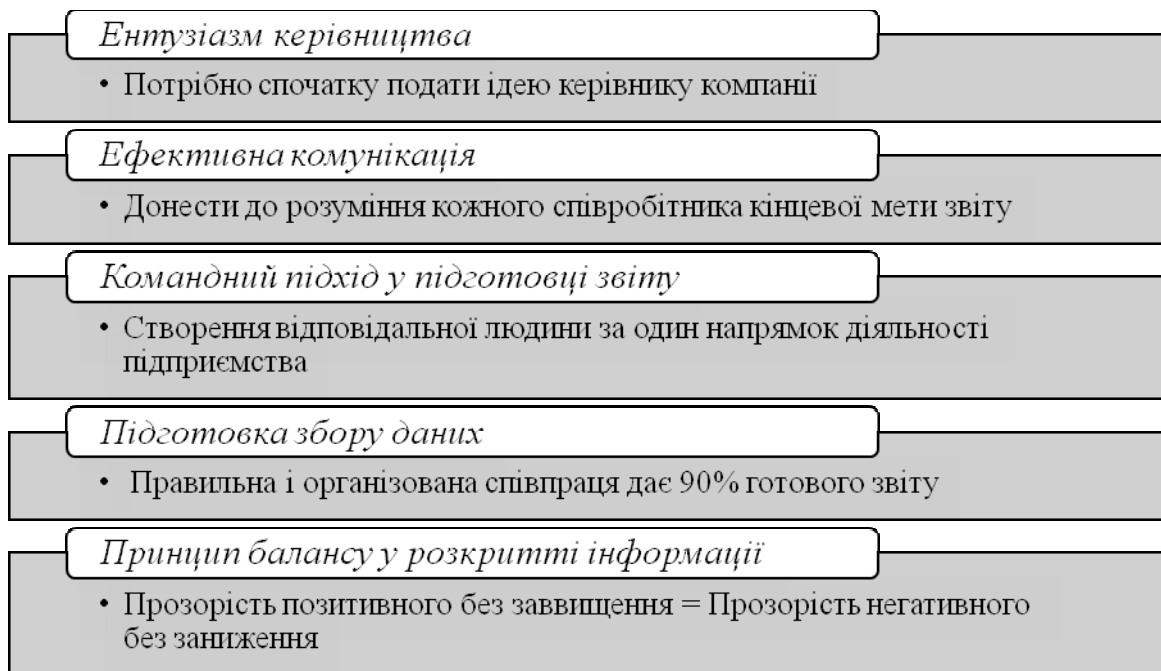 Ентузіазм керівництва
• Потрібно спочатку подати ідею керівнику компанії
Ефективна комунікація
• Донести до розуміння кожного співробітника кінцевої мети звіту
Командний підхід у підготовці звіту
• Створення відповідальної людини за один напрямок діяльності
підприємства
Підготовка збору даних
• Правильна і організована співпраця дає 90% готового звіту
Принцип балансу у розкритті інформації
• Прозорість позитивного без заввищення = Прозорість негативного
без заниження